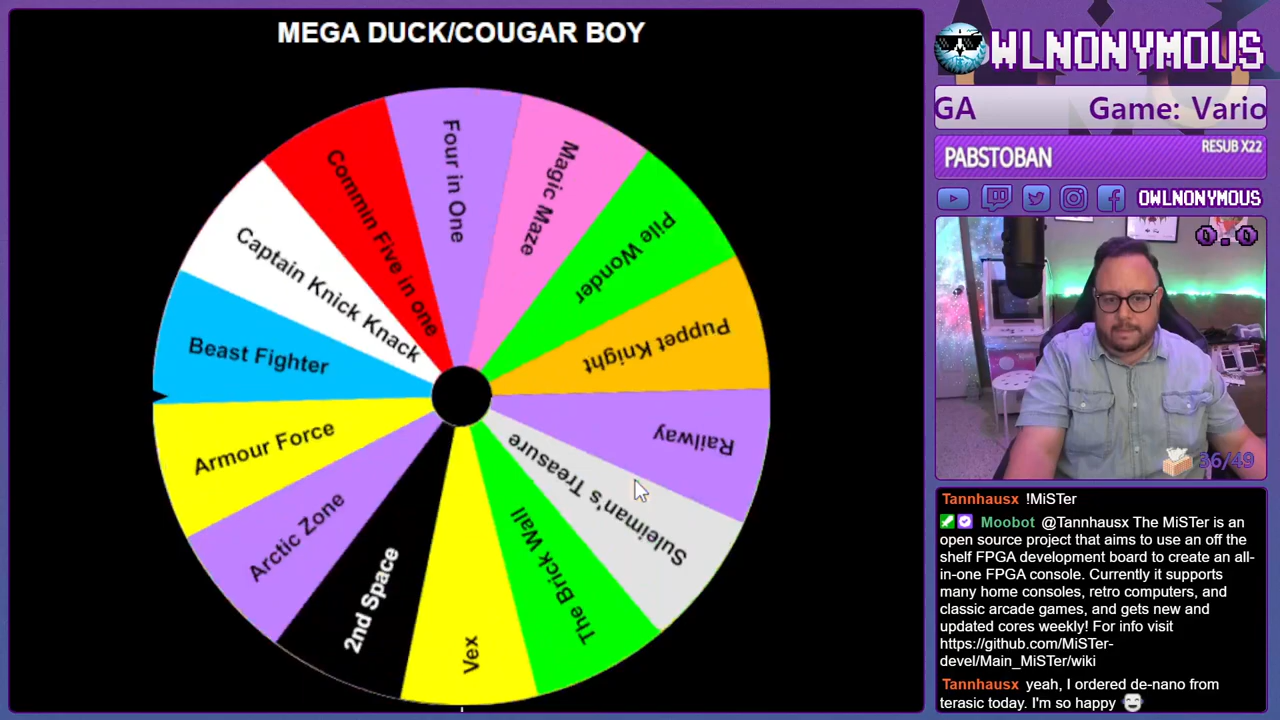 MEGA DUCK/COUGAR BOY
Four in One
Magic Maze
Pile Wonder
Puppet Knight
Railway
Suleiman's Treasure
The Brick Wall
Vex
2nd Space
Arctic Zone
Armour Force
Beast Fighter
Captain Knick Knack
Commin Five in one
WLNONYMOUS
GA Game: Vario
PABSTOBAN
RESUB X22
OWLNONYMOUS
0.0
36/49
Tannhausx !MiSTer
Moobot @Tannhausx The MiSTer is an
open source project that aims to use an off the
shelf FPGA development board to create an all-
in-one FPGA console. Currently it supports
many home consoles, retro computers, and
classic arcade games, and gets new and
updated cores weekly! For info visit
https://github.com/MiSTer-
devel/Main_MiSTer/wiki
Tannhausx yeah, I ordered de-nano from
terasic today. I'm so happy